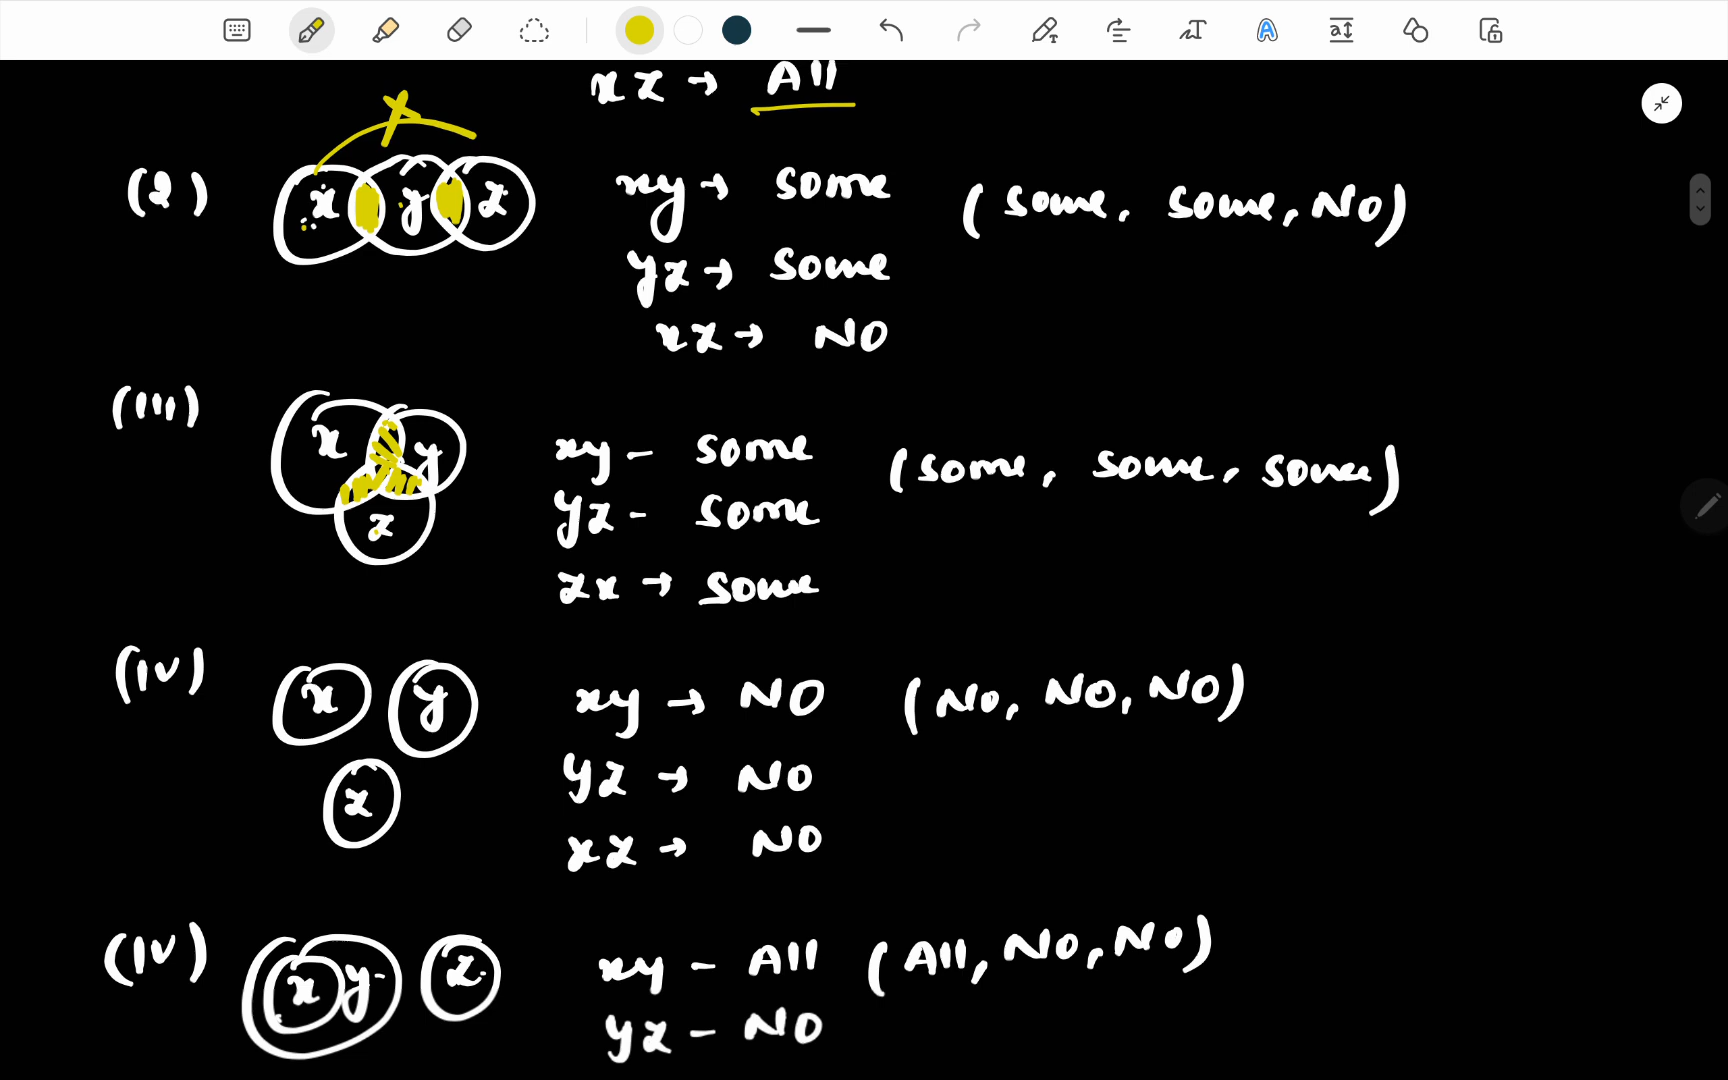 xz → All
(2) x y z xy → some (some, some, NO)
yz → some
xz → NO
(III) x y z xy - some (some, some, some)
yz - some
zx → some
(IV) x y z xy → NO (No, NO, NO)
yz → NO
xz → NO
(IV) x y z xy - All (All, NO, NO)
yz - NO